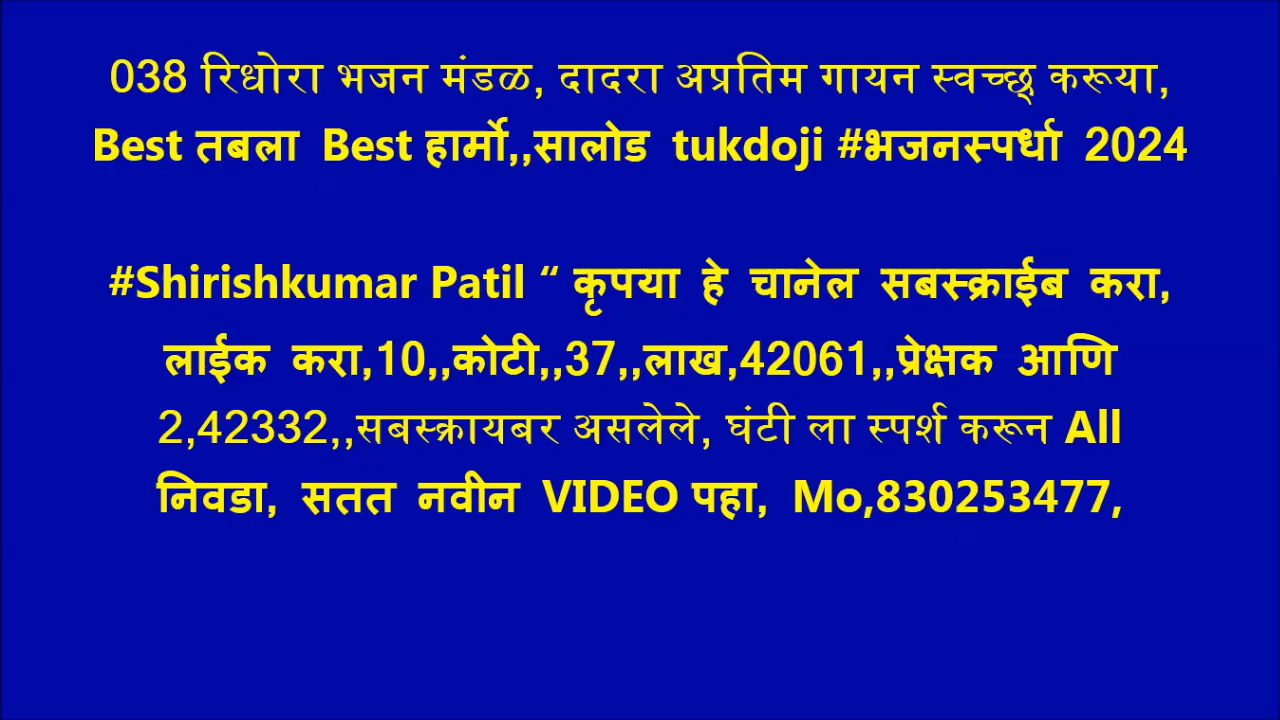 038 रिधोरा भजन मंडळ, दादरा अप्रतिम गायन स्वच्छ् करूया,
Best तबला Best हार्मो,,सालोड tukdoji #भजनस्पर्धा 2024
#Shirishkumar Patil “ कृपया हे चानेल सबस्क्राईब करा,
लाईक करा,10,,कोटी,,37,,लाख,42061,,प्रेक्षक आणि
2,42332,,सबस्क्रायबर असलेले, घंटी ला स्पर्श करून All
निवडा, सतत नवीन VIDEO पहा, Mo,830253477,